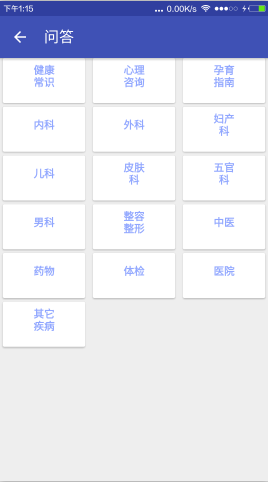 下午1:15 ... 0.00K/s
问答
健康
常识
心理
咨询
孕育
指南
内科
外科
妇产
科
儿科
皮肤
科
五官
科
男科
整容
整形
中医
药物
体检
医院
其它
疾病